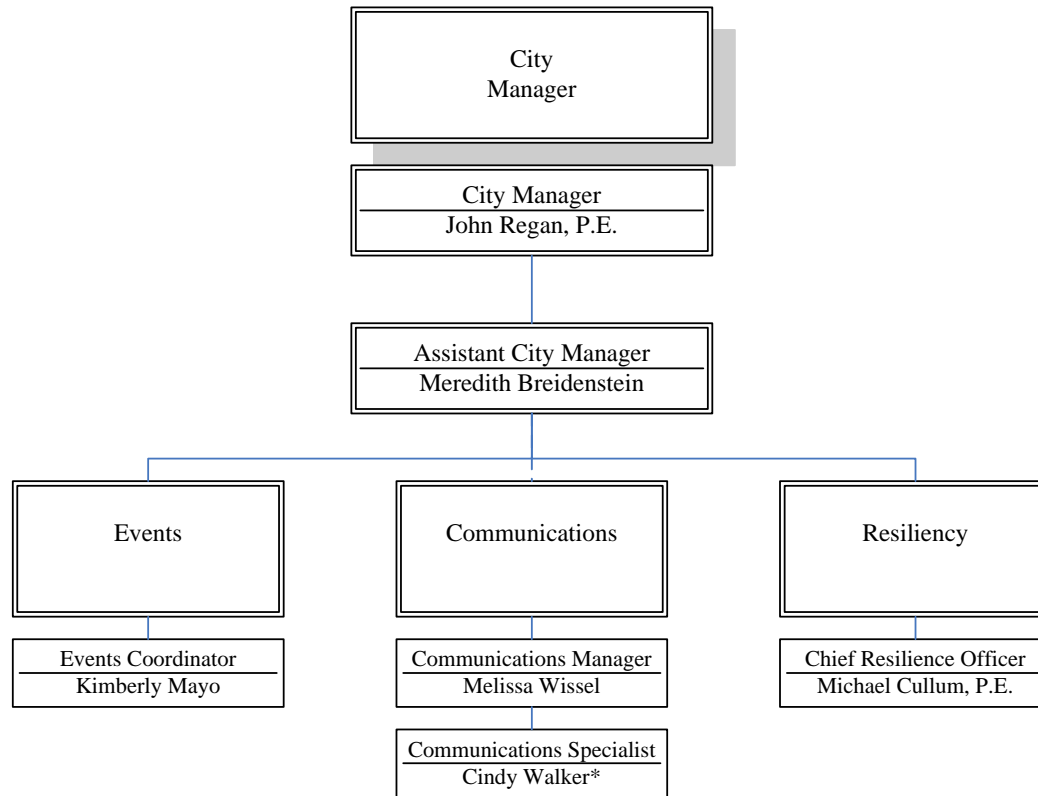 City
Manager
City Manager
John Regan, P.E.
Assistant City Manager
Meredith Breidenstein
Events
Communications
Resiliency
Events Coordinator
Kimberly Mayo
Communications Manager
Melissa Wissel
Chief Resilience Officer
Michael Cullum, P.E.
Communications Specialist
Cindy Walker*